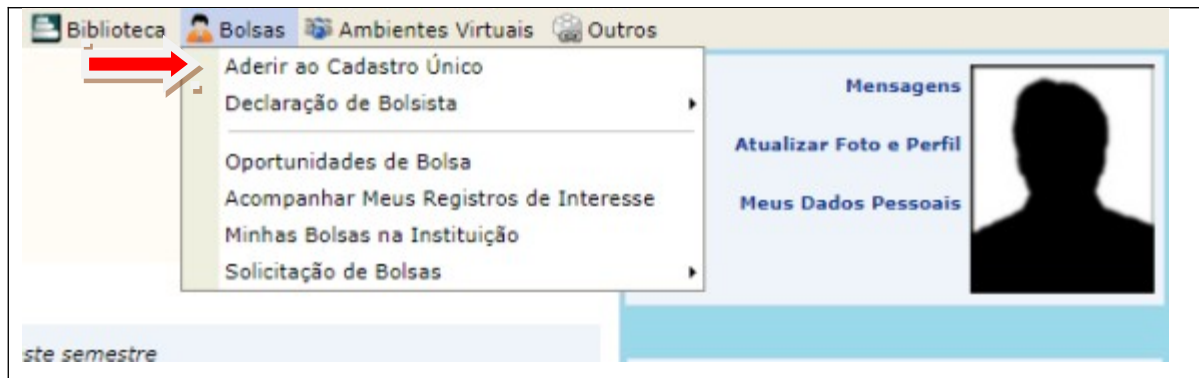 Biblioteca Bolsas Ambientes Virtuais Outros
Aderir ao Cadastro Único
Declaração de Bolsista
Oportunidades de Bolsa
Acompanhar Meus Registros de Interesse
Minhas Bolsas na Instituição
Solicitação de Bolsas
Mensagens
Atualizar Foto e Perfil
Meus Dados Pessoais
ste semestre